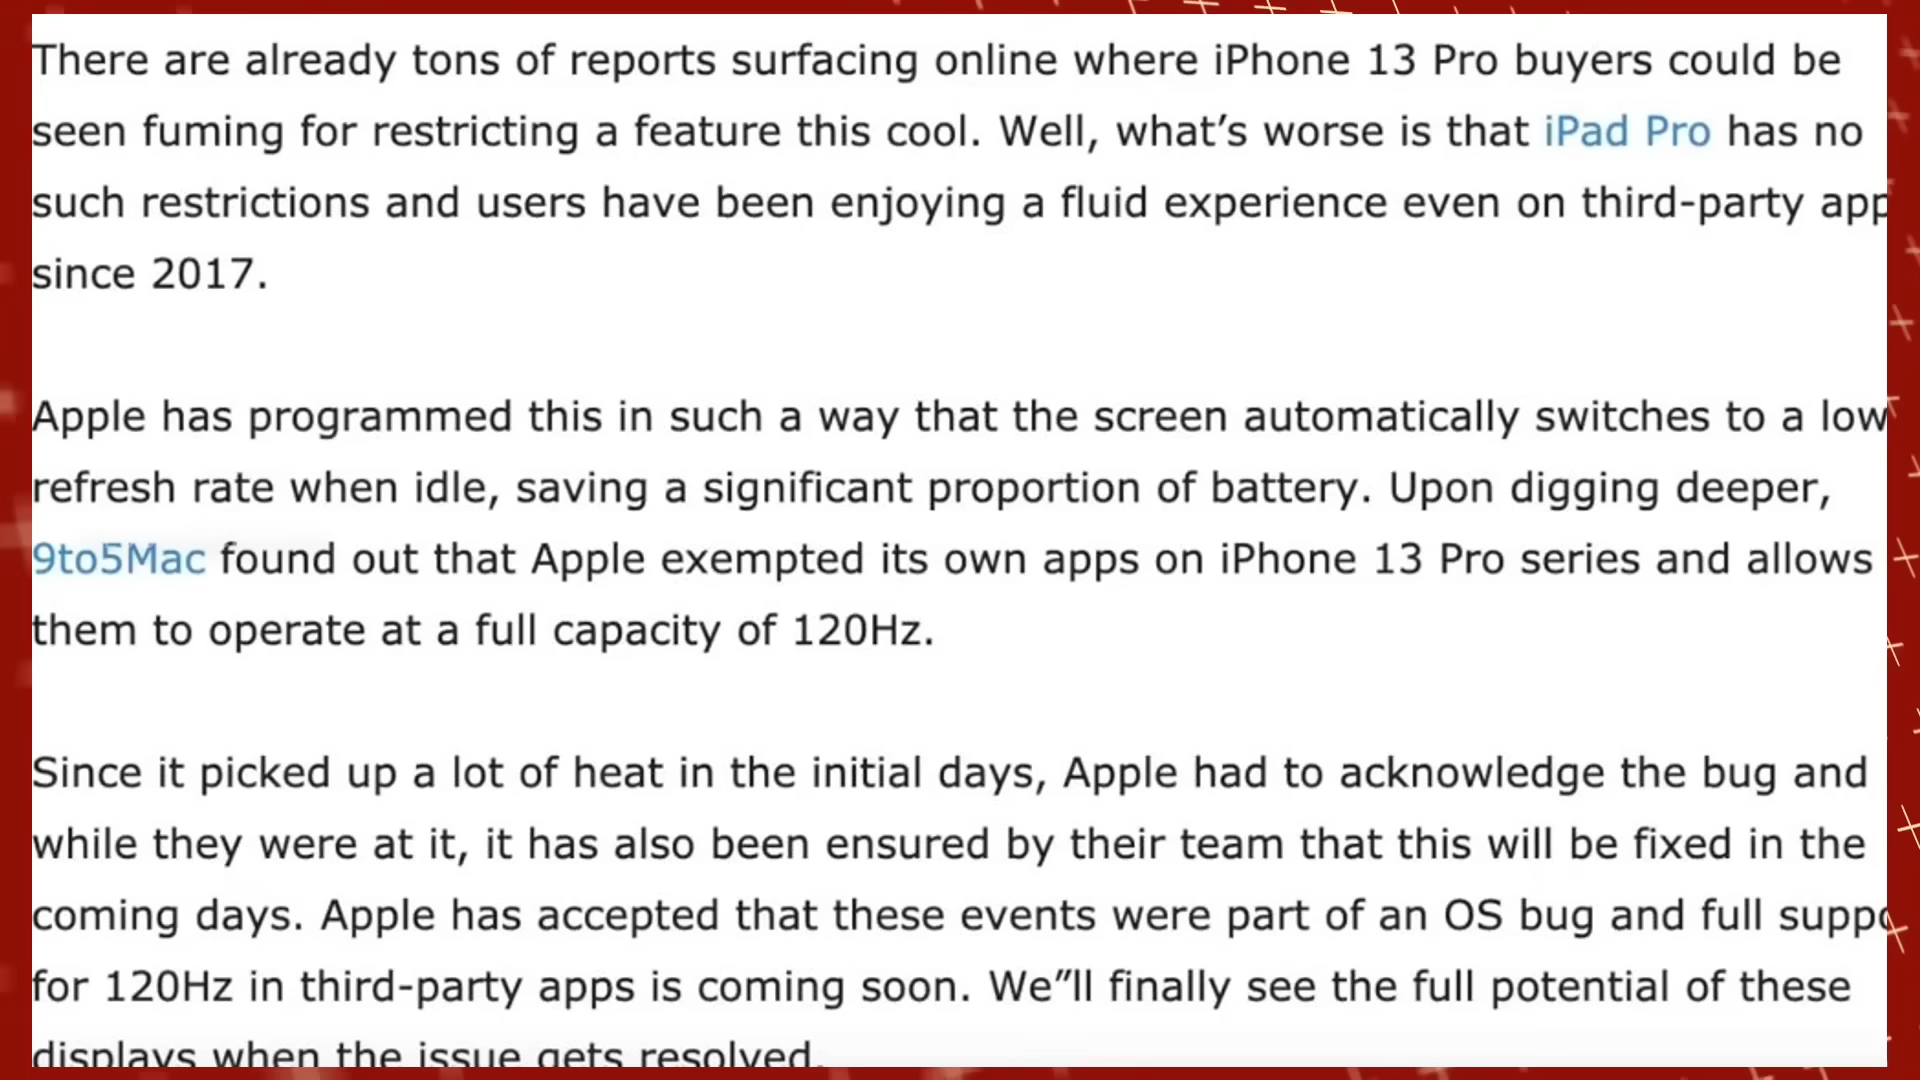 There are already tons of reports surfacing online where iPhone 13 Pro buyers could be
seen fuming for restricting a feature this cool. Well, what’s worse is that iPad Pro has no
such restrictions and users have been enjoying a fluid experience even on third-party app
since 2017.
Apple has programmed this in such a way that the screen automatically switches to a low
refresh rate when idle, saving a significant proportion of battery. Upon digging deeper,
9to5Mac found out that Apple exempted its own apps on iPhone 13 Pro series and allows
them to operate at a full capacity of 120Hz.
Since it picked up a lot of heat in the initial days, Apple had to acknowledge the bug and
while they were at it, it has also been ensured by their team that this will be fixed in the
coming days. Apple has accepted that these events were part of an OS bug and full suppo
for 120Hz in third-party apps is coming soon. We”ll finally see the full potential of these
displays when the issue gets resolved.